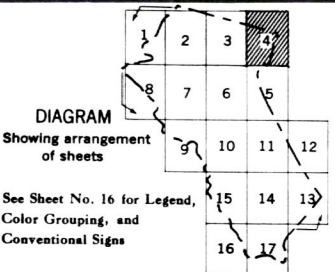 1 2 3 4
8 7 6 5
DIAGRAM
Showing arrangement
of sheets
9 10 11 12
See Sheet No. 16 for Legend,
Color Grouping, and
Conventional Signs
15 14 13
16 17